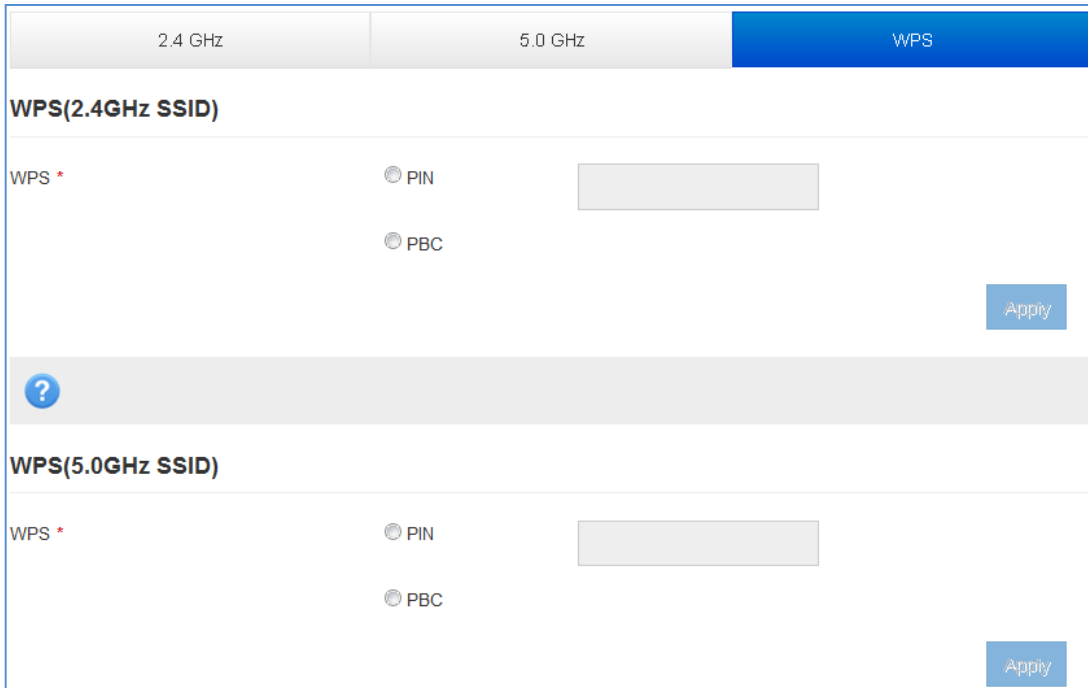 2.4 GHz 5.0 GHz WPS
WPS(2.4GHz SSID)
WPS * PIN
PBC
Apply
?
WPS(5.0GHz SSID)
WPS * PIN
PBC
Apply